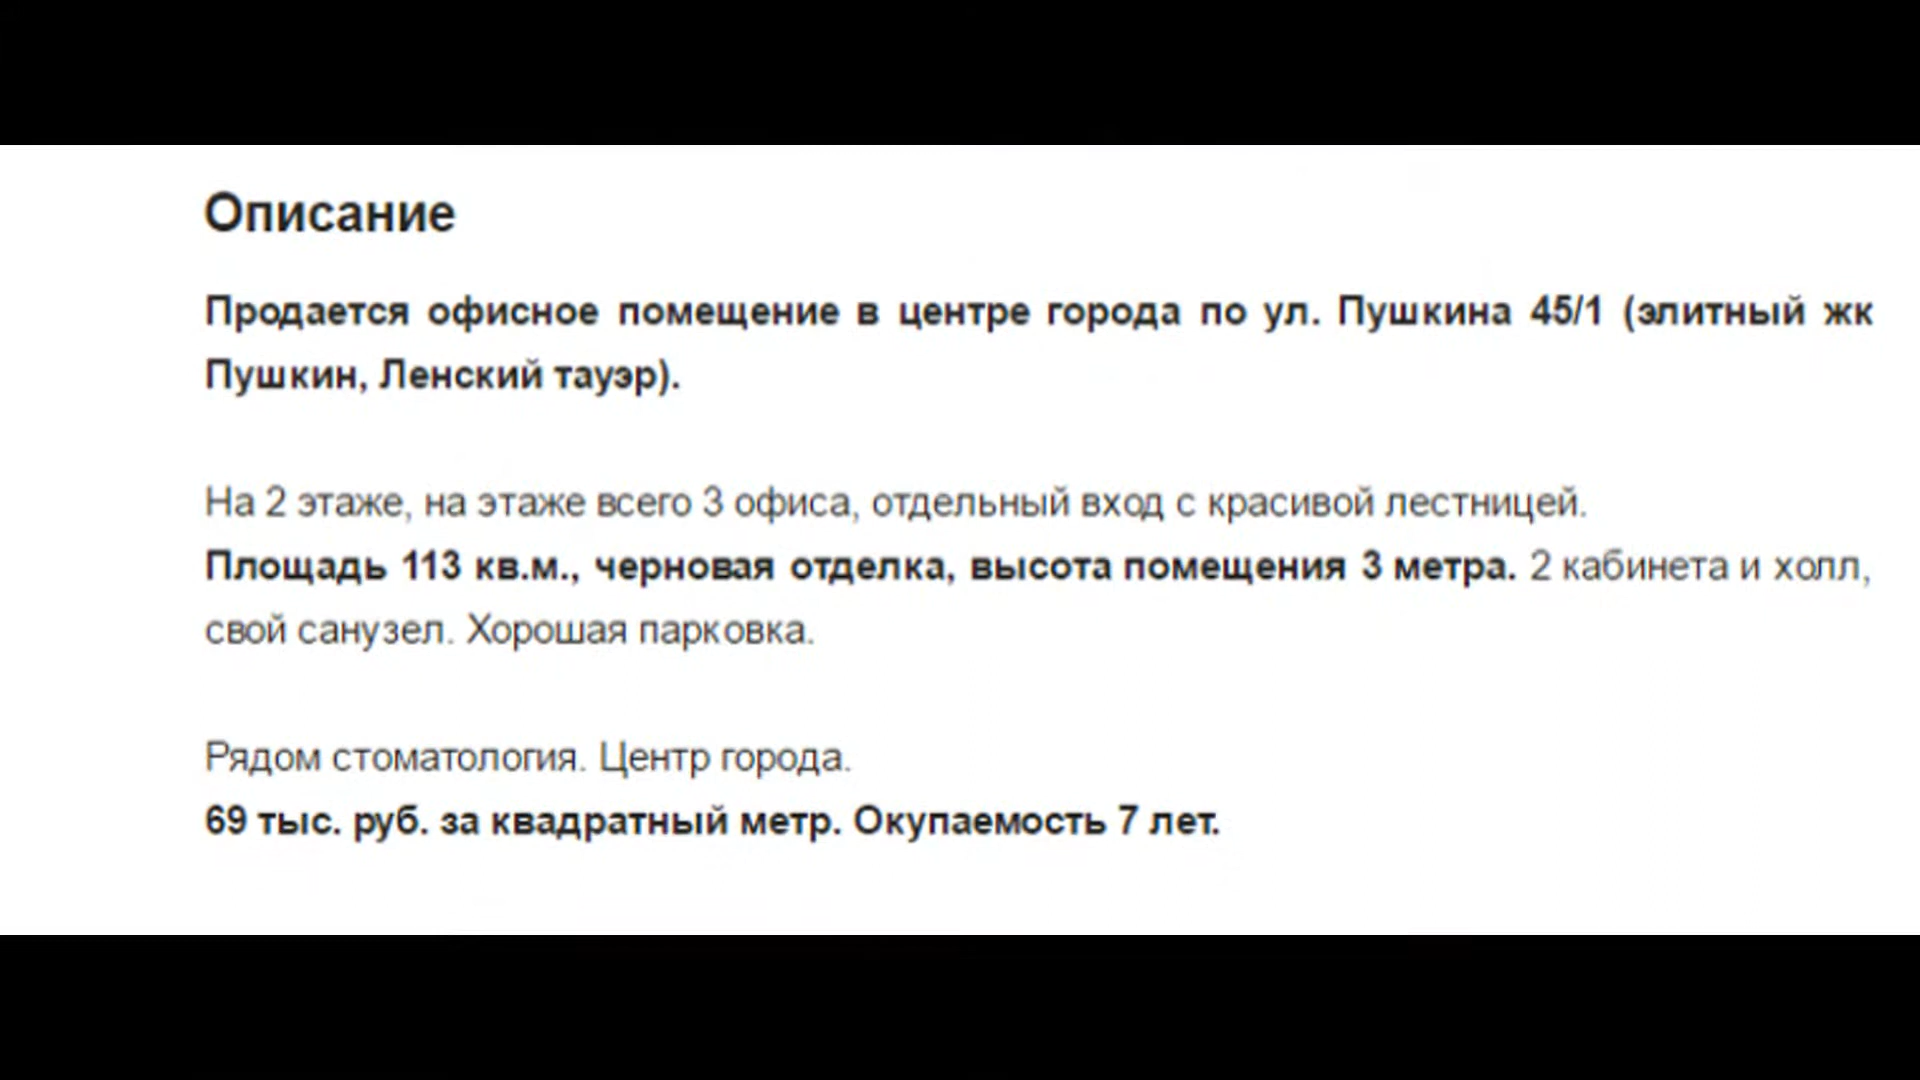 Описание
Продается офисное помещение в центре города по ул. Пушкина 45/1 (элитный жк
Пушкин, Ленский тауэр).
На 2 этаже, на этаже всего 3 офиса, отдельный вход с красивой лестницей.
Площадь 113 кв.м., черновая отделка, высота помещения 3 метра. 2 кабинета и холл,
свой санузел. Хорошая парковка.
Рядом стоматология. Центр города.
69 тыс. руб. за квадратный метр. Окупаемость 7 лет.